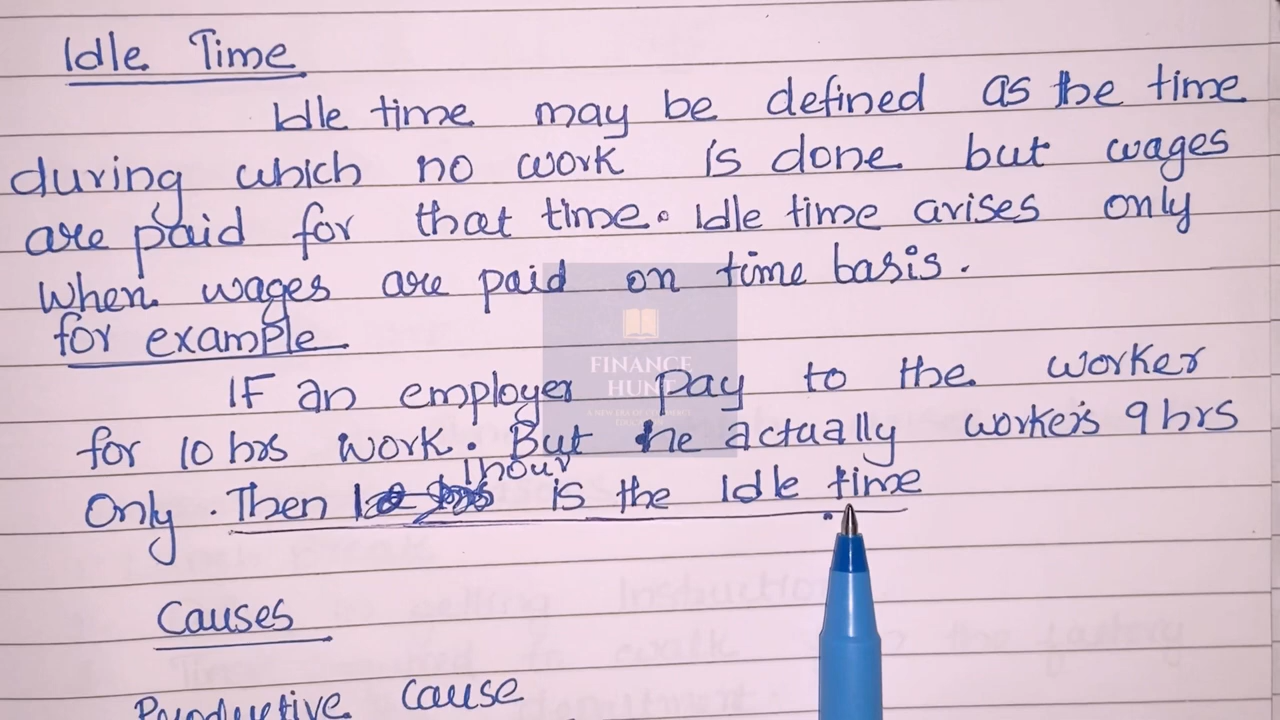 Idle Time
Idle time may be defined as the time
during which no work is done but wages
are paid for that time. Idle time arises only
When wages are paid on time basis.
for example
IF an employer pay to the worker
for 10 hrs work. But he actually workers 9 hrs
1 hour
Only. Then is the Idle time
Causes
Productive cause
FINANCE
HUNT